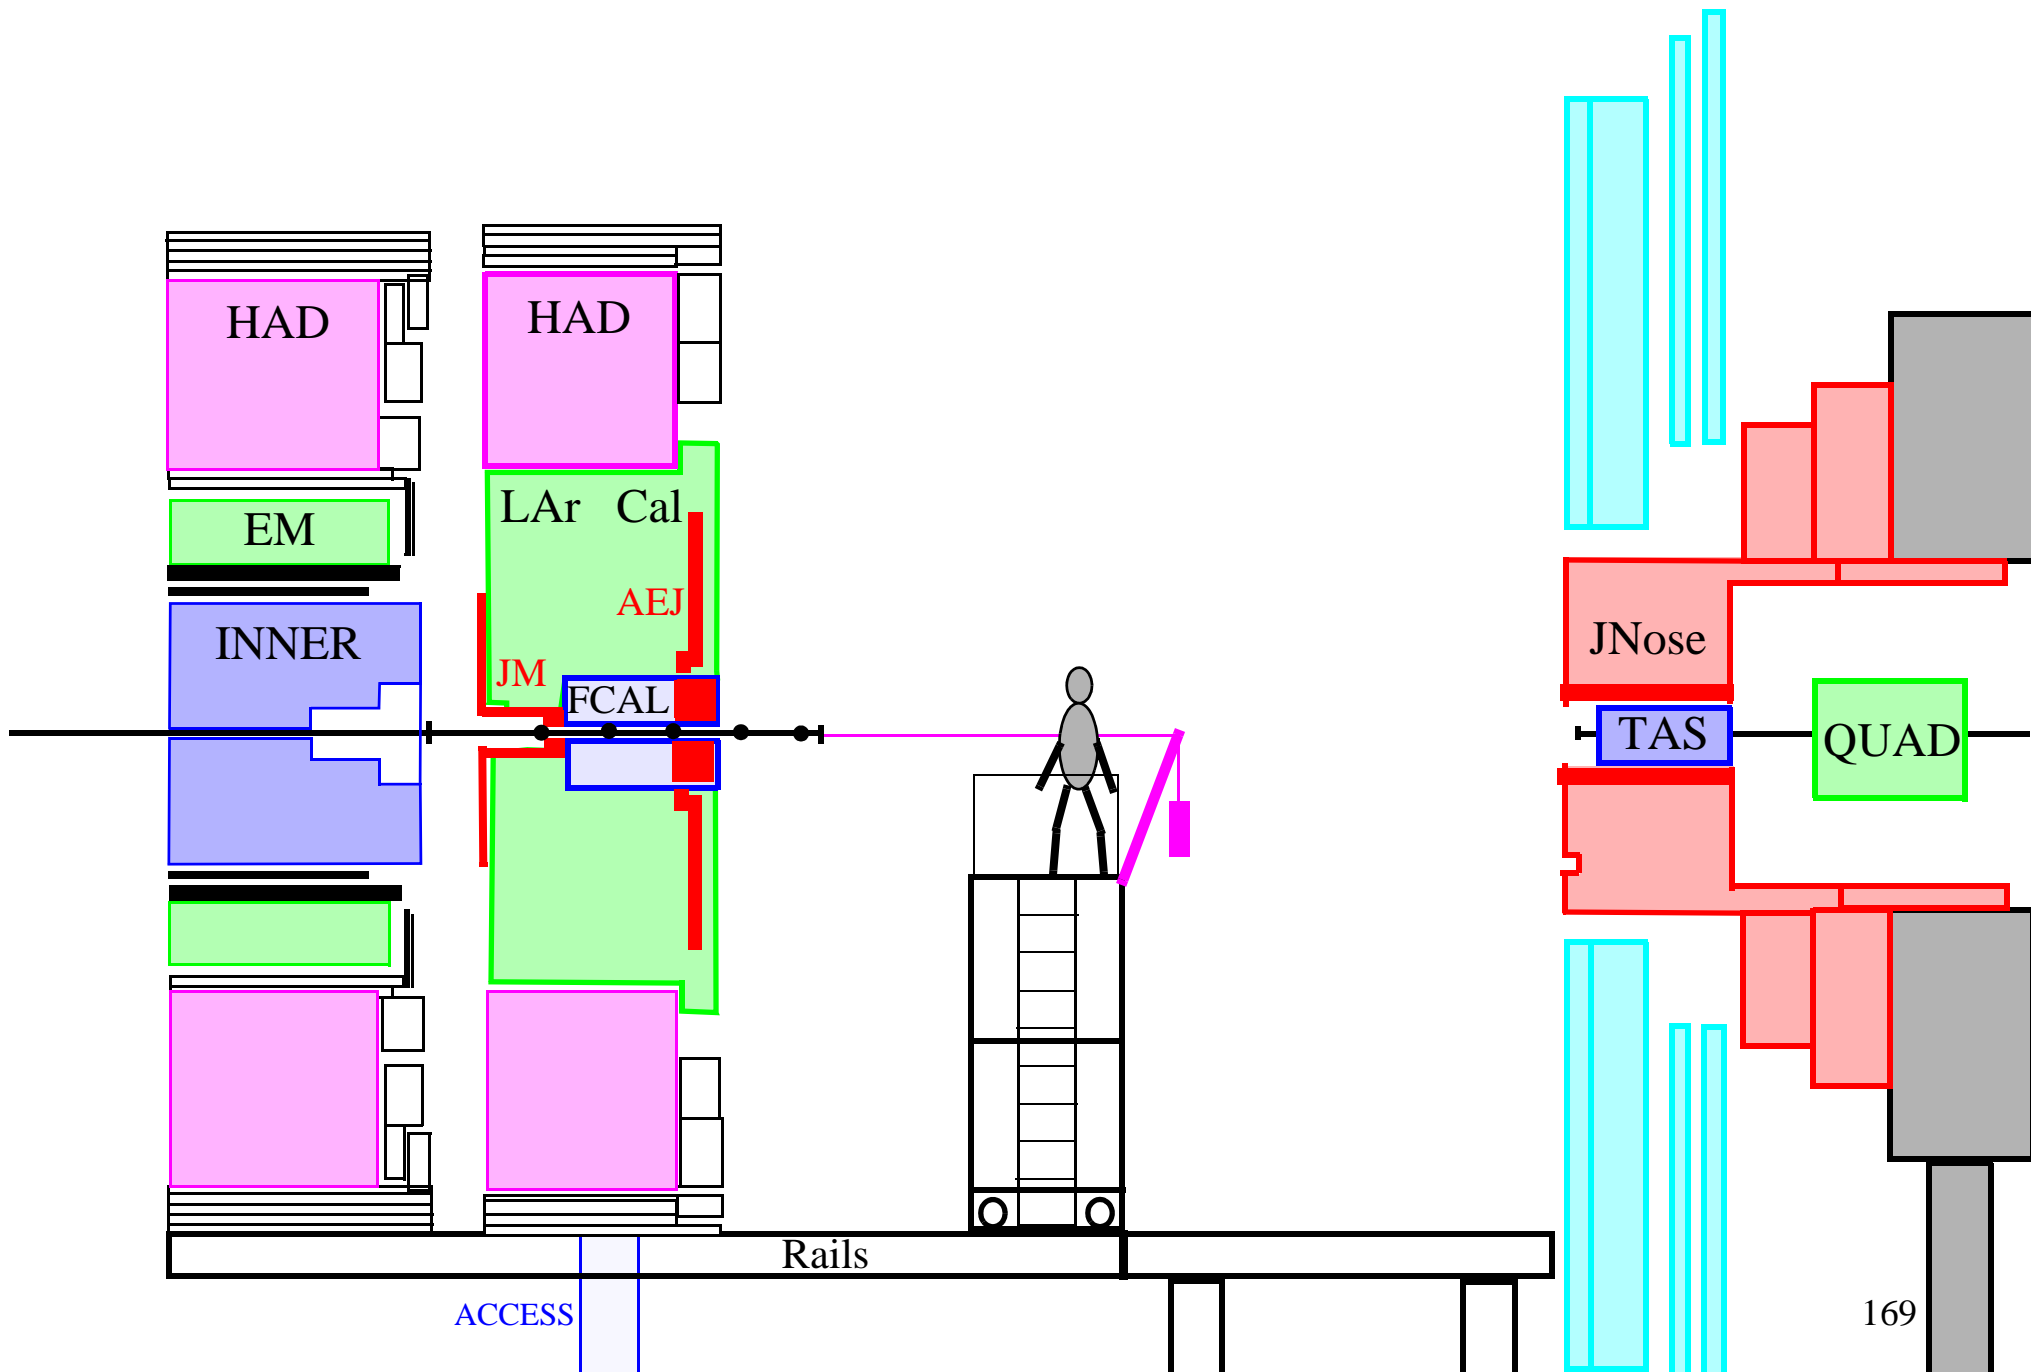 HAD
HAD
LAr Cal
EM
AEJ
INNER
JNose
JM
FCAL
TAS
QUAD
Rails
ACCESS
169